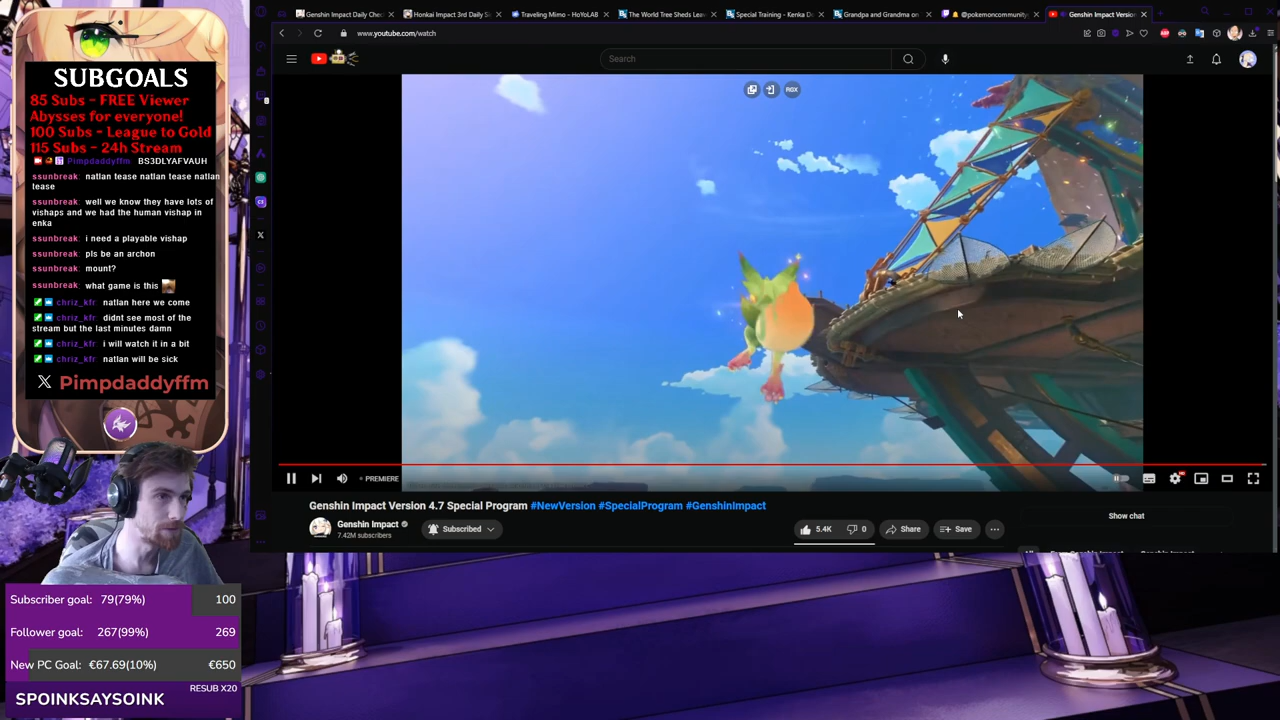 SUBGOALS
85 Subs - FREE Viewer
Abysses for everyone!
100 Subs - League to Gold
115 Subs - 24h Stream
Pimpdaddyffm BS3DLYAFVAUH
ssunbreak: natlan tease natlan tease natlan
tease
ssunbreak: well we know they have lots of
vishaps and we had the human vishap in
enka
ssunbreak: i need a playable vishap
ssunbreak: pls be an archon
ssunbreak: mount?
ssunbreak: what game is this
chriz_kfr: natlan here we come
chriz_kfr: didnt see most of the
stream but the last minutes damn
chriz_kfr: i will watch it in a bit
chriz_kfr: natlan will be sick
Pimpdaddyffm
Subscriber goal: 79(79%) 100
Follower goal: 267(99%) 269
New PC Goal: €67.69(10%) €650
RESUB X20
SPOINKSAYSOINK
Genshin Impact Daily Chec
Honkai Impact 3rd Daily S
Traveling Mimo - HoYoLAB
The World Tree Sheds Lea
Special Training - Kenka D
Grandpa and Grandma on
@pokemoncommunity
Genshin Impact Version
www.youtube.com/watch
Search
RGX
PREMIERE
Genshin Impact Version 4.7 Special Program #NewVersion #SpecialProgram #GenshinImpact
Genshin Impact
7.42M subscribers
Subscribed
5.4K
0
Share
Save
Show chat